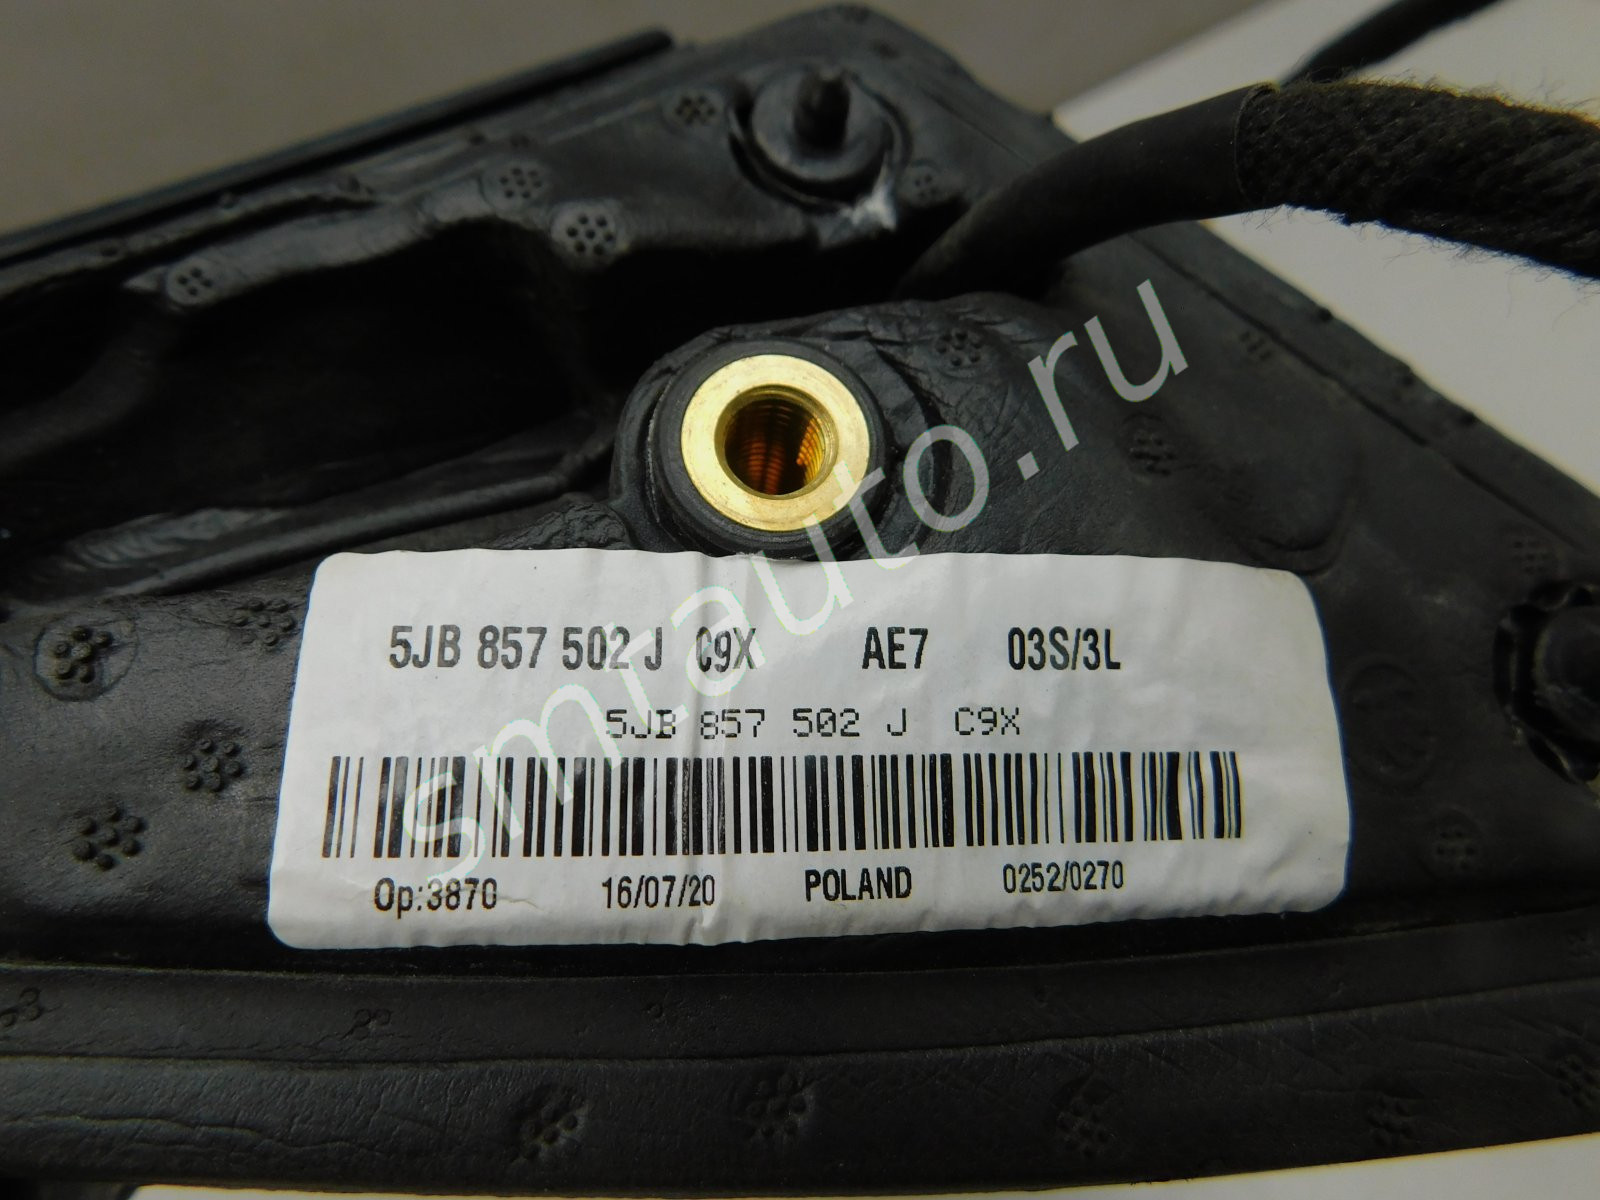 5JB 857 502 J C9X AE7 03S/3L
5JB 857 502 J C9X
Op:3870 16/07/20 POLAND 0252/0270
smtauto.ru